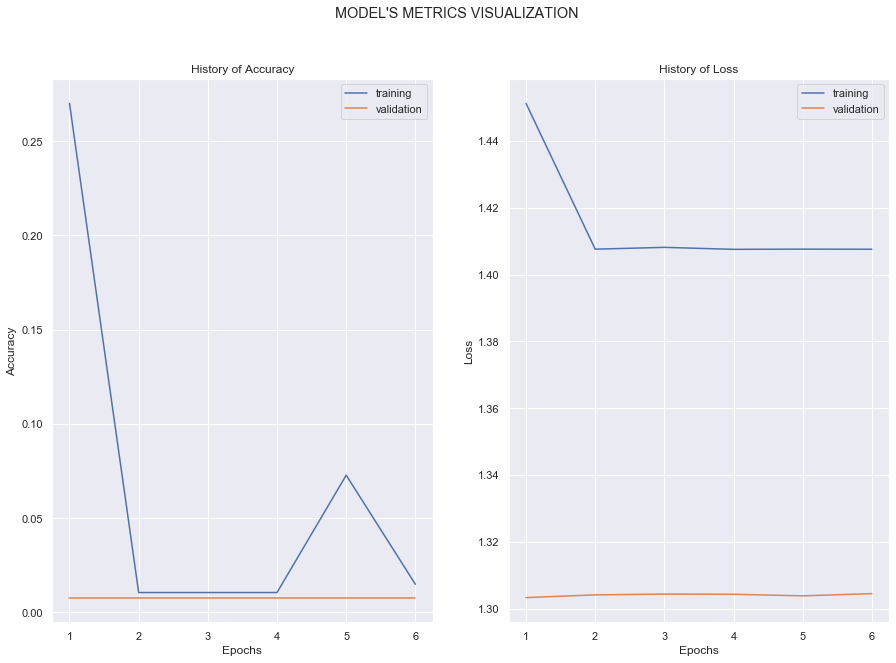 MODEL'S METRICS VISUALIZATION
History of Accuracy
training
validation
0.25
0.20
0.15
0.10
0.05
0.00
Accuracy
1 2 3 4 5 6
Epochs
History of Loss
training
validation
1.44
1.42
1.40
1.38
1.36
1.34
1.32
1.30
Loss
1 2 3 4 5 6
Epochs